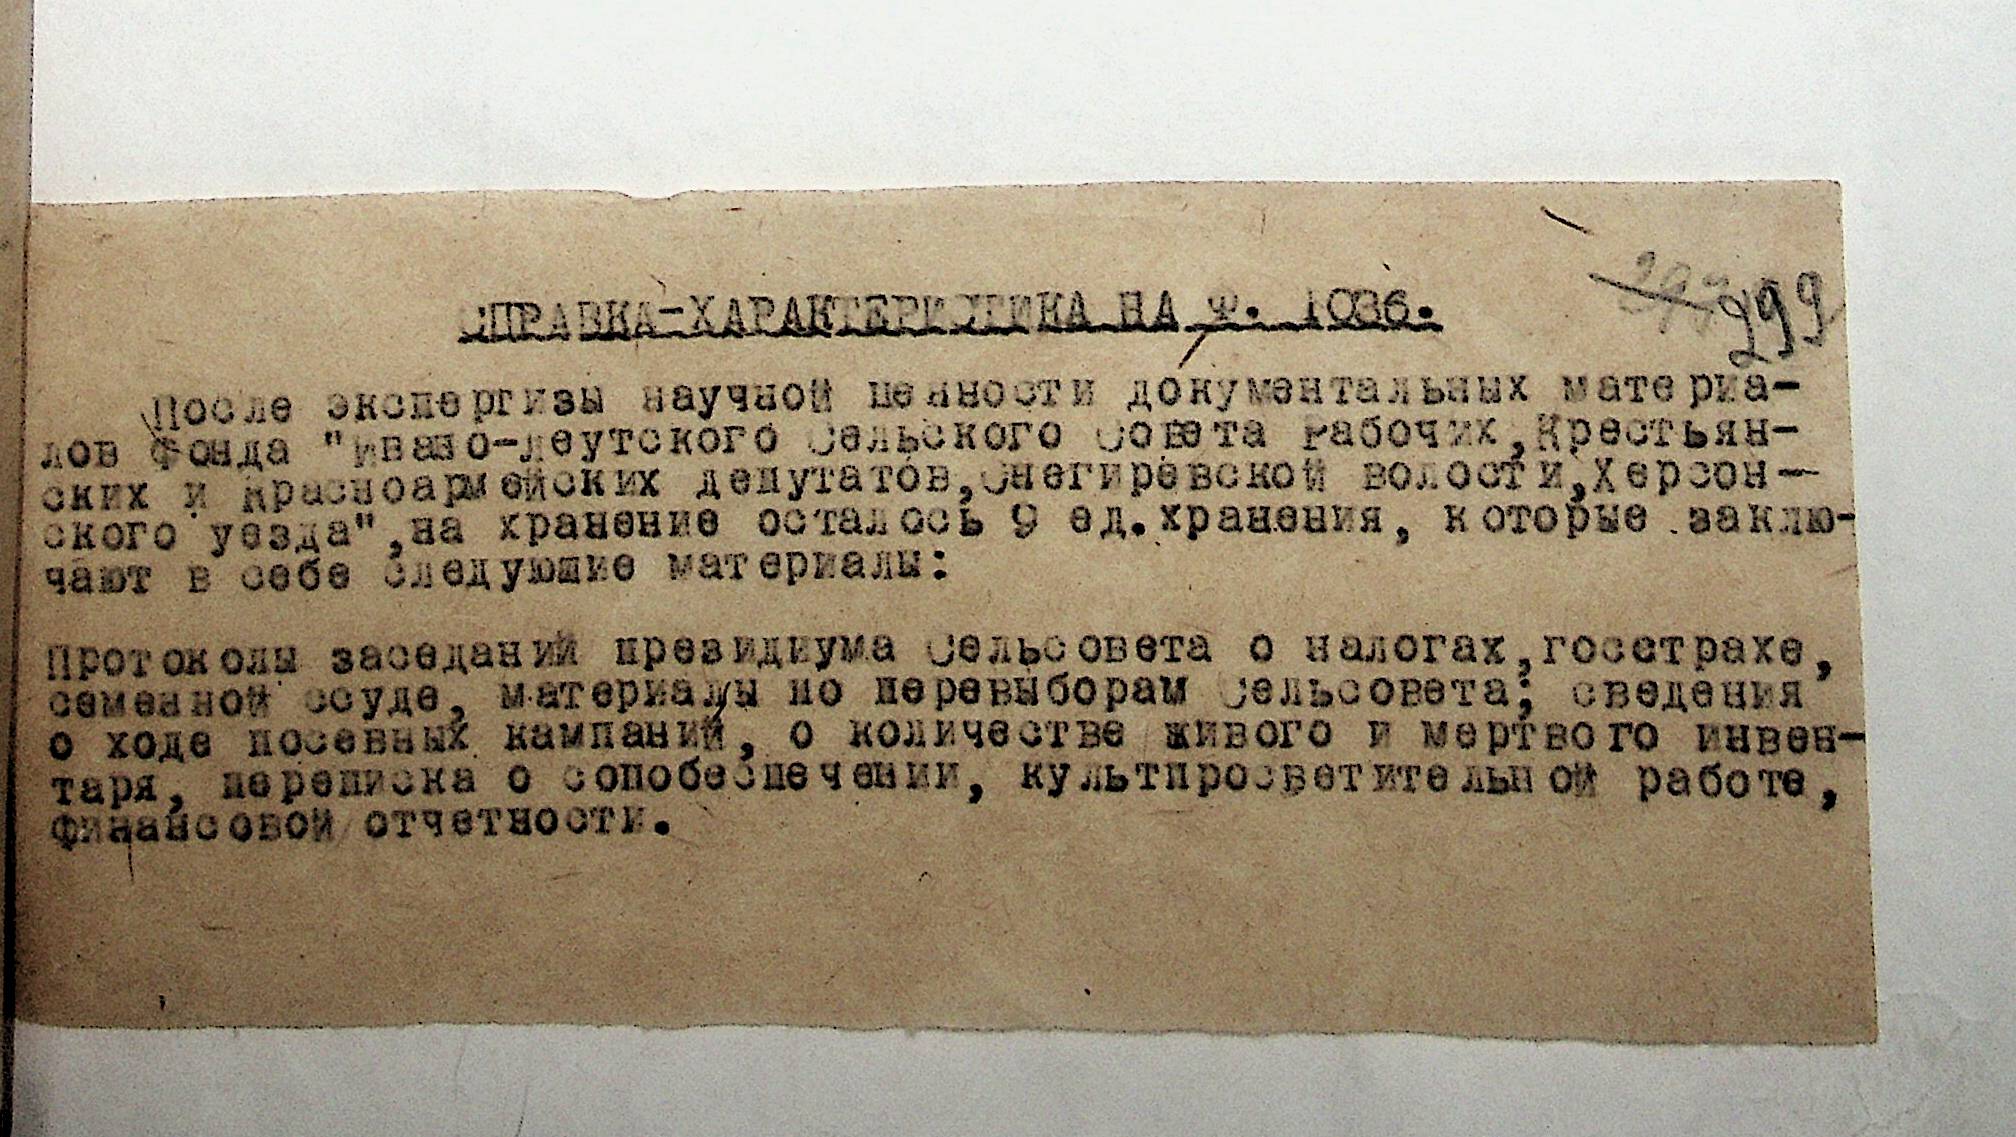 299
СПРАВКА-ХАРАКТЕРИСТИКА НА Ф. 1036.
После экспертизы научной ценности документальных материа-
лов Фонда "Ивано-Леутского Сельского Совета Рабочих,Крестьян-
ских и Красноармейских депутатов,Снегиревской волости,Херсон-
ского уезда",на хранение осталось 9 ед.хранения, которые заклю-
чают в себе следующие материалы:
Протоколы заседаний президиума Сельсовета о налогах,госстрахе,
семенной ссуде, материалы по перевыборам Сельсовета; сведения
о ходе посевных кампаний, о количестве живого и мертвого инвен-
таря, переписка о сопобеспечении, культпросветительной работе,
финансовой отчетности.